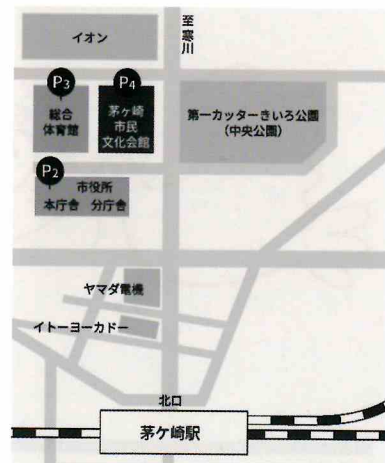 イオン
至寒川
P3
P4
総合
体育館
茅ヶ崎
市民
文化会館
第一カッターきいろ公園
(中央公園)
P2
市役所
本庁舎 分庁舎
ヤマダ電機
イトーヨーカドー
北口
茅ケ崎駅